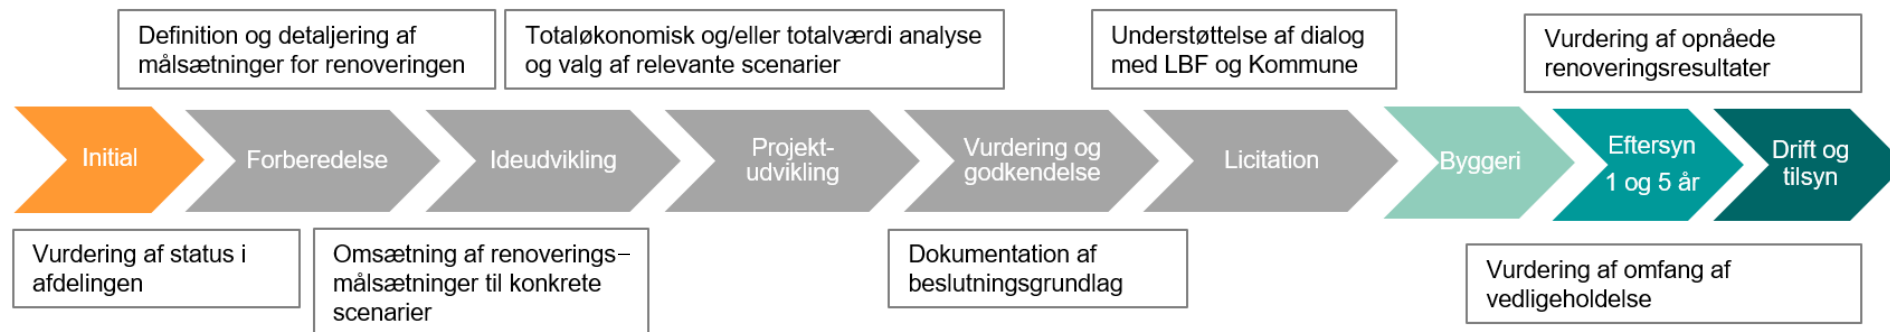 Definition og detaljering af
målsætninger for renoveringen
Totaløkonomisk og/eller totalværdi analyse
og valg af relevante scenarier
Understøttelse af dialog
med LBF og Kommune
Vurdering af opnåede
renoveringsresultater
Initial
Forberedelse
Ideudvikling
Projekt-
udvikling
Vurdering og
godkendelse
Licitation
Byggeri
Eftersyn
1 og 5 år
Drift og
tilsyn
Vurdering af status i
afdelingen
Omsætning af renoverings–
målsætninger til konkrete
scenarier
Dokumentation af
beslutningsgrundlag
Vurdering af omfang af
vedligeholdelse